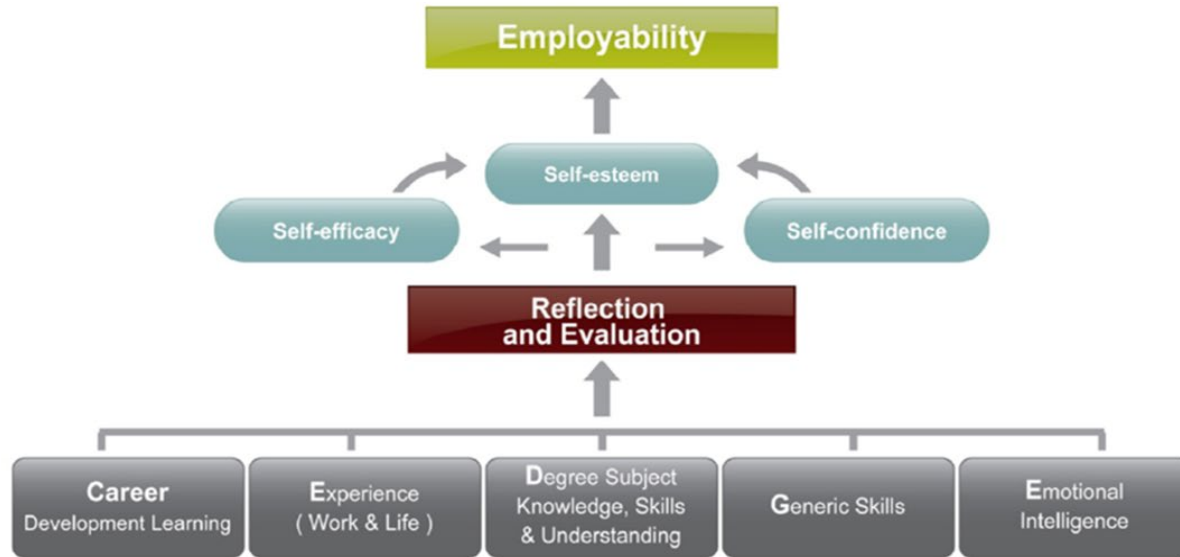 Employability
Self-esteem
Self-efficacy
Self-confidence
Reflection
and Evaluation
Career
Development Learning
Experience
( Work & Life )
Degree Subject
Knowledge, Skills
& Understanding
Generic Skills
Emotional
Intelligence